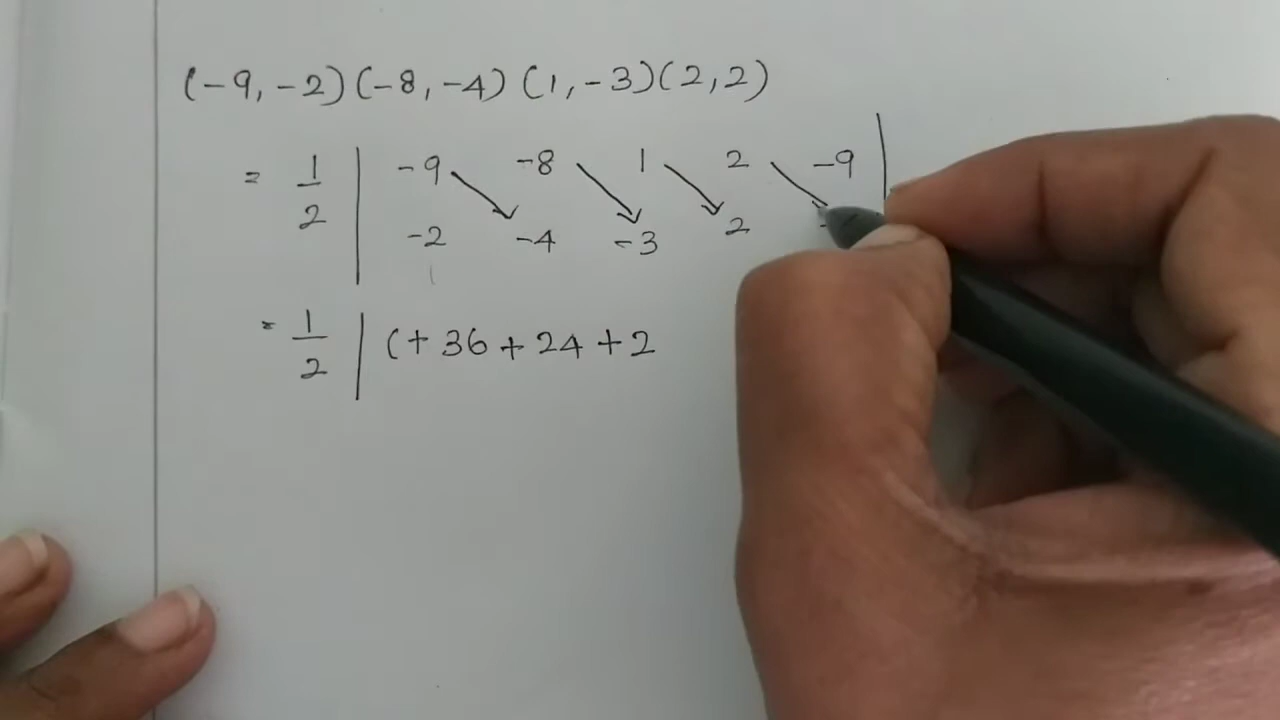 (-9, -2) (-8, -4) (1, -3) (2, 2)
= 1/2 | -9 -8 1 2 -9 |
-2 -4 -3 2
= 1/2 | (+ 36 + 24 + 2